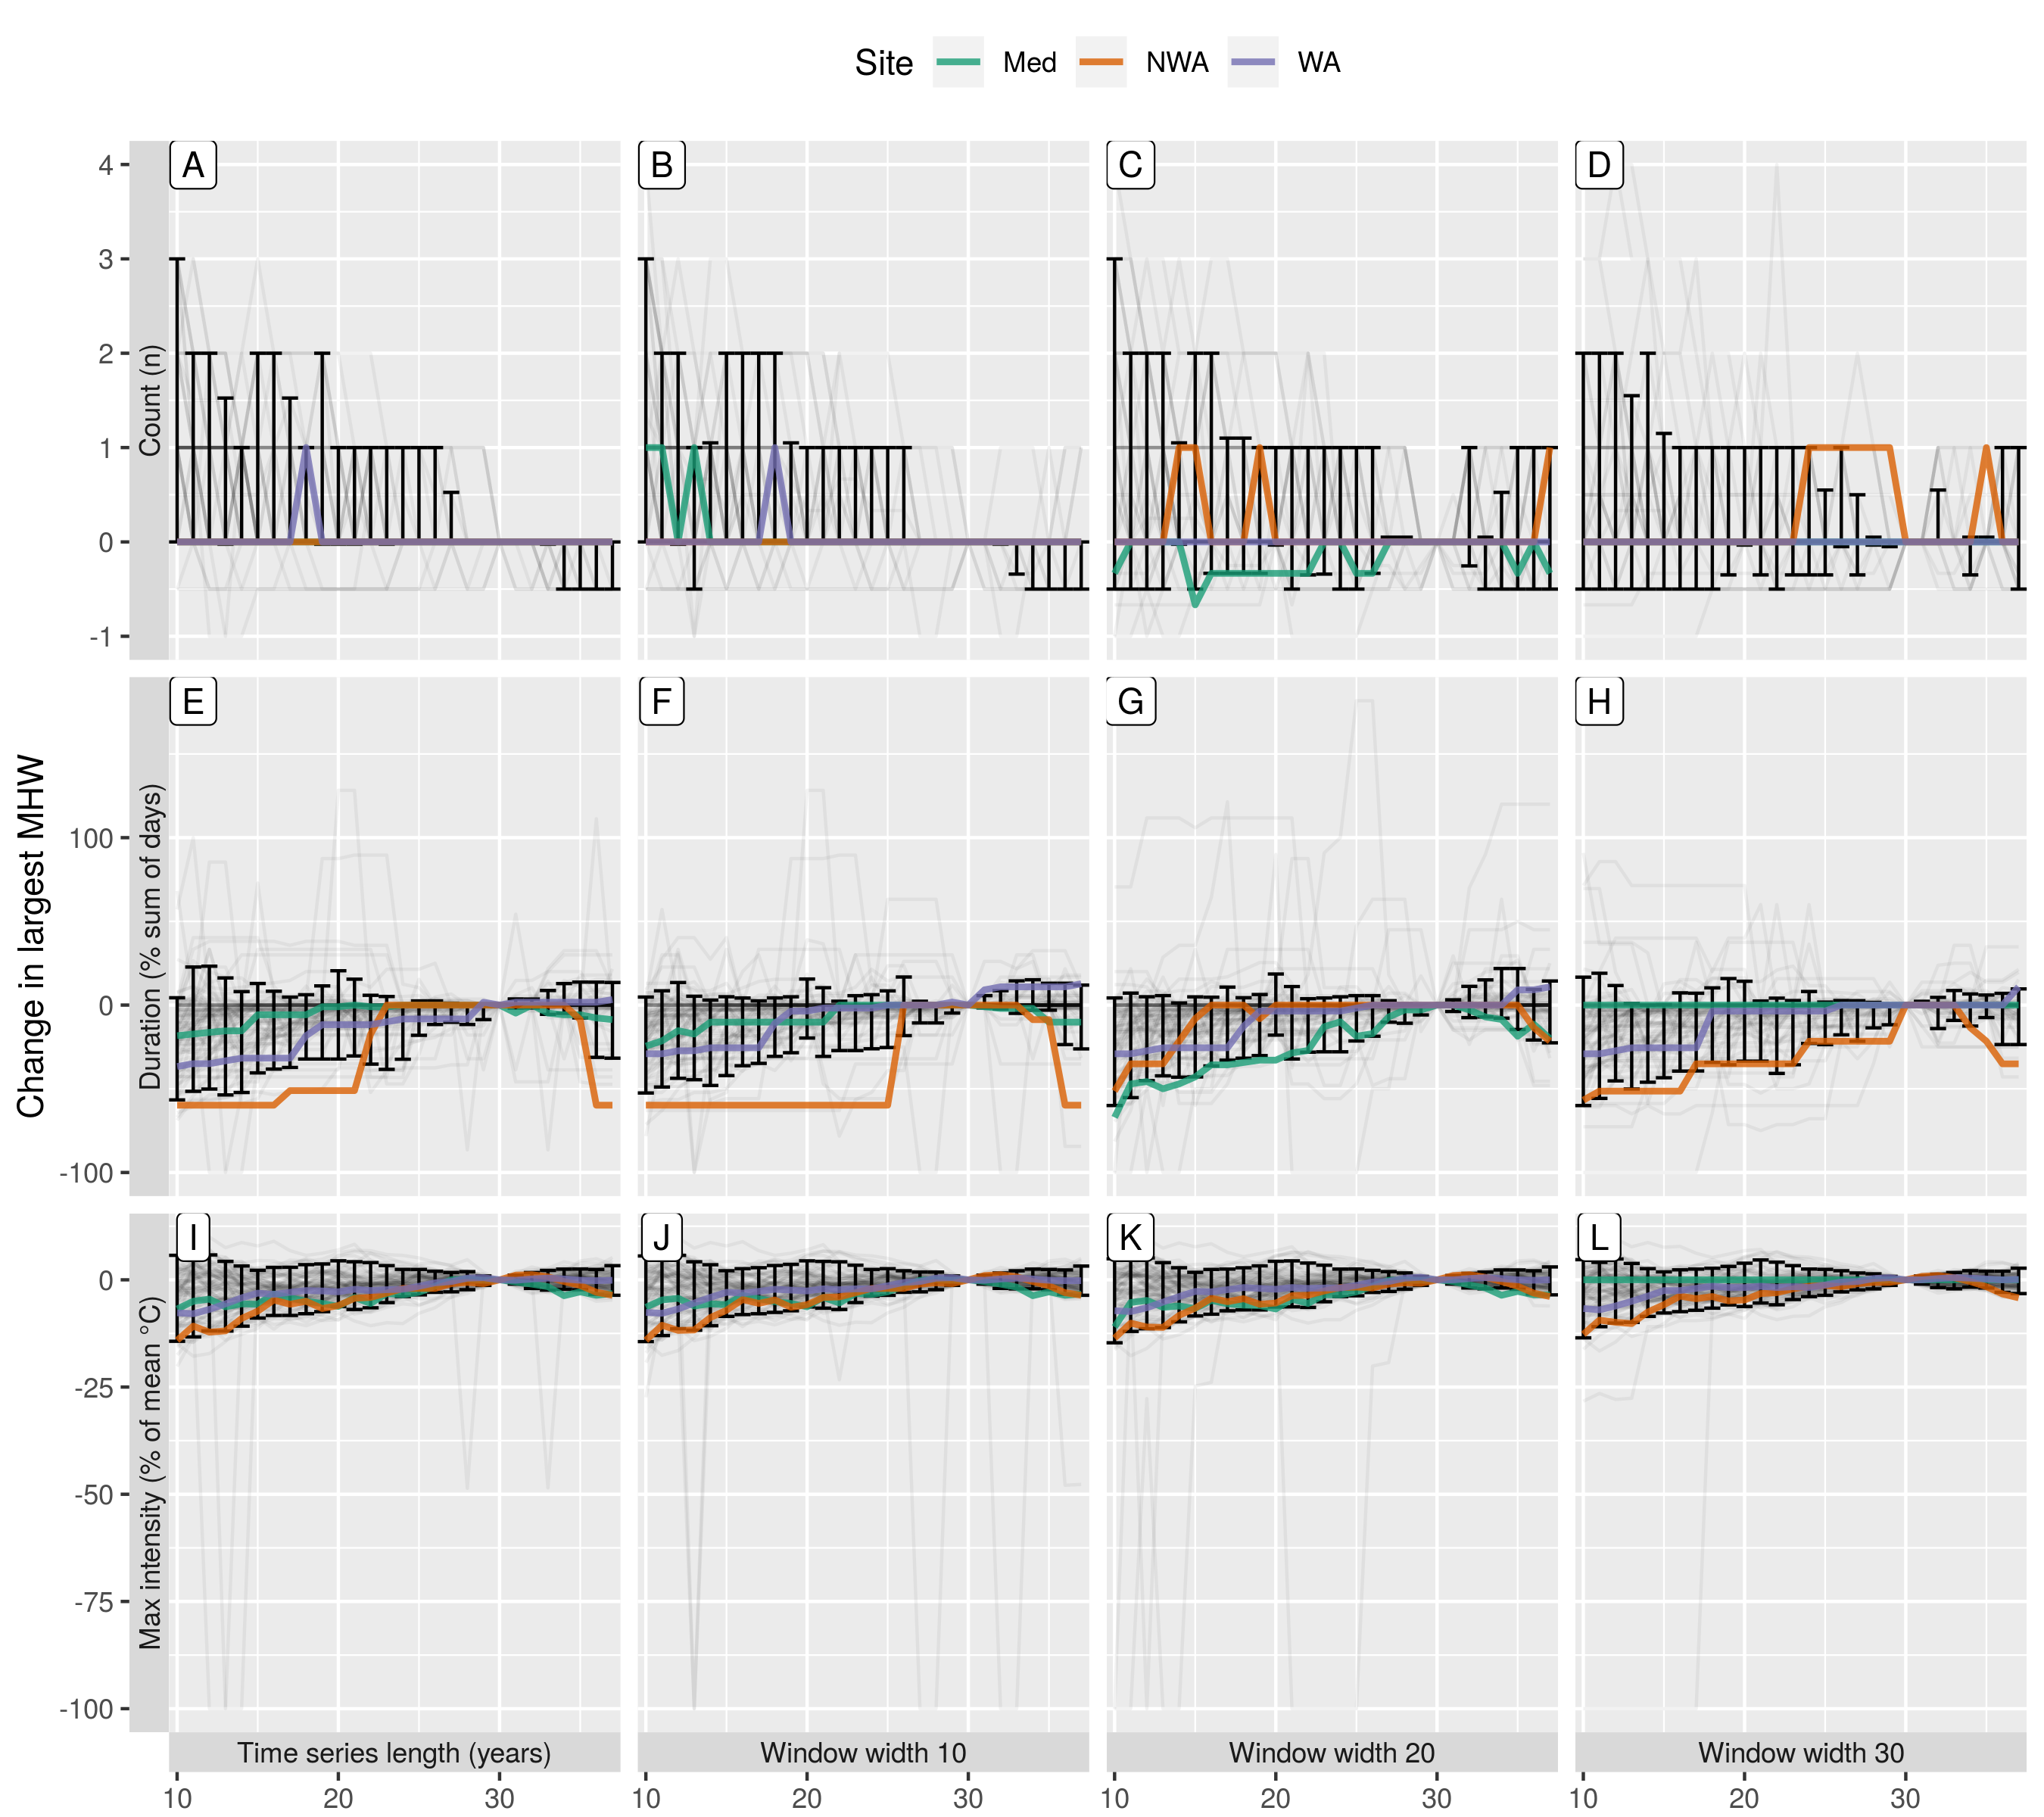 Site Med NWA WA
A B C D
4
3
2
1
0
-1
Count (n)
E F G H
100
0
-100
Duration (% sum of days)
Change in largest MHW
I J K L
0
-25
-50
-75
-100
Max intensity (% of mean °C)
Time series length (years) Window width 10 Window width 20 Window width 30
10 20 30 10 20 30 10 20 30 10 20 30